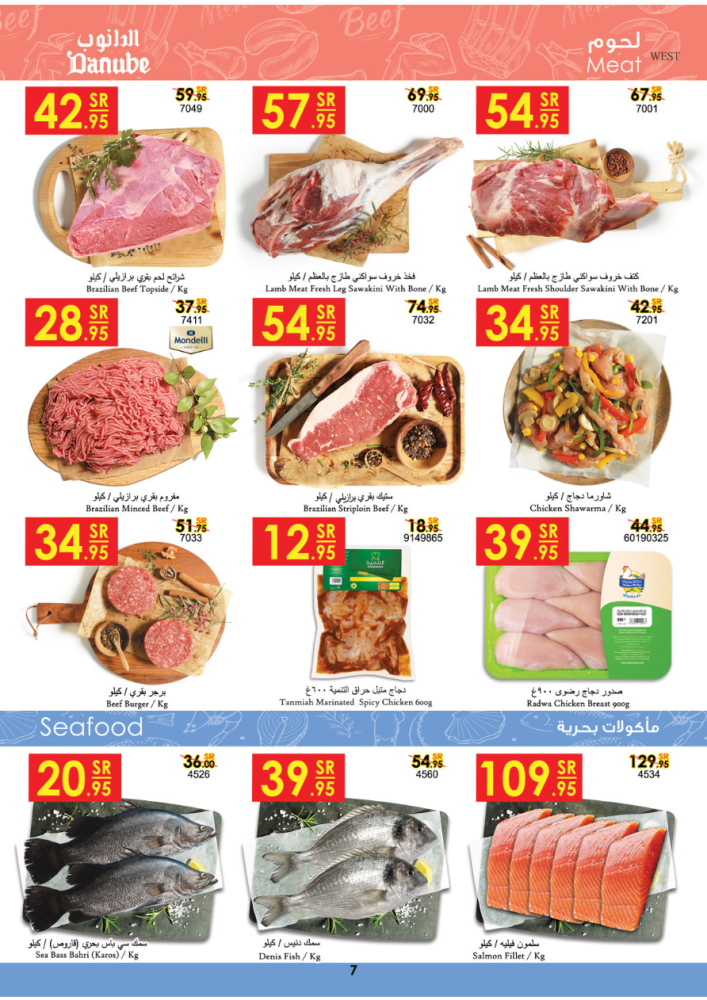 الدانوب
Danube
لحوم
Meat
WEST
42.95 SR
59.95 SR
7049
شرائح لحم بقري برازيلي / كيلو
Brazilian Beef Topside / Kg
57.95 SR
69.95 SR
7000
فخذ خروف سواكني طازج بالعظم / كيلو
Lamb Meat Fresh Leg Sawakini With Bone / Kg
54.95 SR
67.95 SR
7001
كتف خروف سواكني طازج بالعظم / كيلو
Lamb Meat Fresh Shoulder Sawakini With Bone / Kg
28.95 SR
37.95 SR
7411
Mondelli
مفروم بقري برازيلي / كيلو
Brazilian Minced Beef / Kg
54.95 SR
74.95 SR
7032
ستيك بقري برازيلي / كيلو
Brazilian Striploin Beef / Kg
34.95 SR
42.95 SR
7201
شاورما دجاج / كيلو
Chicken Shawarma / Kg
34.95 SR
51.75 SR
7033
برجر بقري / كيلو
Beef Burger / Kg
12.95 SR
18.95 SR
9149865
التنمية
دجاج متبل حراق التنمية ٦٠٠غ
Tanmiah Marinated Spicy Chicken 600g
39.95 SR
44.95 SR
60190325
صدور دجاج رضوى ٩٠٠غ
Radwa Chicken Breast 900g
Seafood
مأكولات بحرية
20.95 SR
36.00 SR
4526
سمك سي باس بحري (قاروص) / كيلو
Sea Bass Bahri (Karos) / Kg
39.95 SR
54.95 SR
4560
سمك دنيس / كيلو
Denis Fish / Kg
109.95 SR
129.95 SR
4534
سلمون فيليه / كيلو
Salmon Fillet / Kg
7